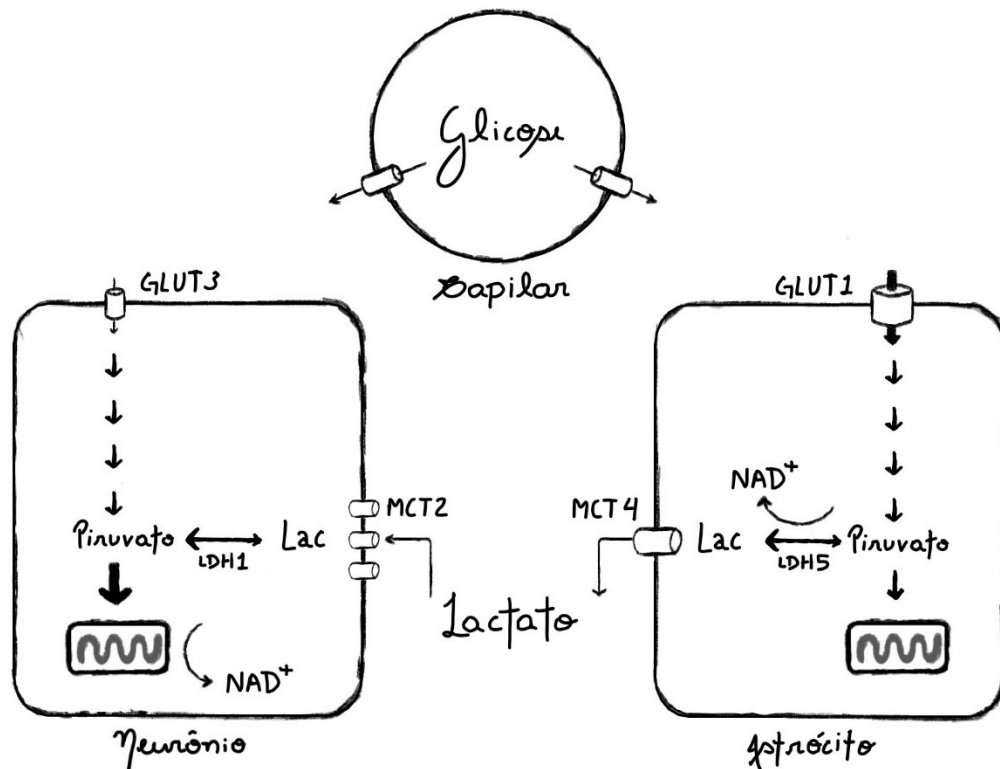 Glicose
Capilar
GLUT3
GLUT1
MCT2
MCT4
NAD+
Piruvato
LDH1
Lac
Lac
LDH5
Piruvato
Lactato
NAD+
Neurônio
Astrócito